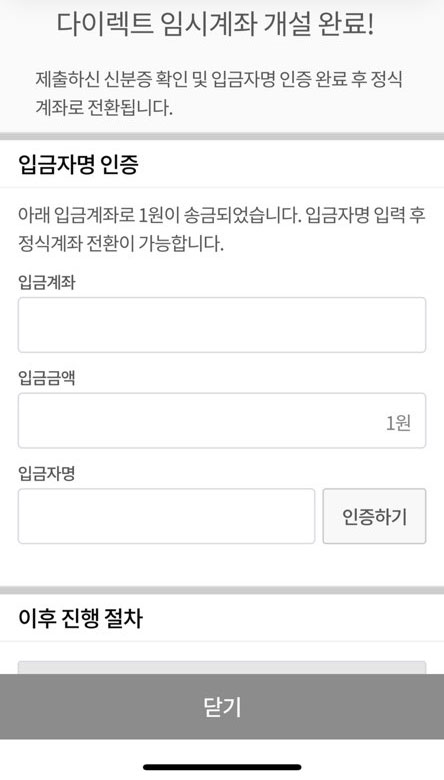 다이렉트 임시계좌 개설 완료!
제출하신 신분증 확인 및 입금자명 인증 완료 후 정식
계좌로 전환됩니다.
입금자명 인증
아래 입금계좌로 1원이 송금되었습니다. 입금자명 입력 후
정식계좌 전환이 가능합니다.
입금계좌
입금금액
1원
입금자명
인증하기
이후 진행 절차
닫기